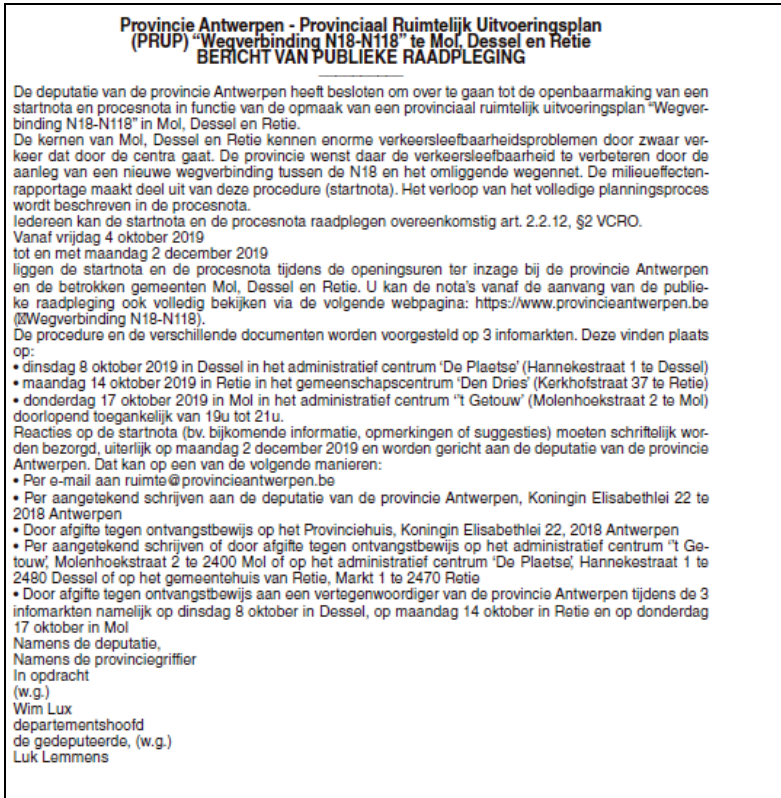 Provincie Antwerpen - Provinciaal Ruimtelijk Uitvoeringsplan
(PRUP) “Wegverbinding N18-N118” te Mol, Dessel en Retie
BERICHT VAN PUBLIEKE RAADPLEGING
De deputatie van de provincie Antwerpen heeft besloten om over te gaan tot de openbaarmaking van een
startnota en procesnota in functie van de opmaak van een provinciaal ruimtelijk uitvoeringsplan “Wegver-
binding N18-N118” in Mol, Dessel en Retie.
De kernen van Mol, Dessel en Retie kennen enorme verkeersleefbaarheidsproblemen door zwaar ver-
keer dat door de centra gaat. De provincie wenst daar de verkeersleefbaarheid te verbeteren door de
aanleg van een nieuwe wegverbinding tussen de N18 en het omliggende wegennet. De milieueffecten-
rapportage maakt deel uit van deze procedure (startnota). Het verloop van het volledige planningsproces
wordt beschreven in de procesnota.
Iedereen kan de startnota en de procesnota raadplegen overeenkomstig art. 2.2.12, §2 VCRO.
Vanaf vrijdag 4 oktober 2019
tot en met maandag 2 december 2019
liggen de startnota en de procesnota tijdens de openingsuren ter inzage bij de provincie Antwerpen
en de betrokken gemeenten Mol, Dessel en Retie. U kan de nota’s vanaf de aanvang van de publie-
ke raadpleging ook volledig bekijken via de volgende webpagina: https://www.provincieantwerpen.be
(Wegverbinding N18-N118).
De procedure en de verschillende documenten worden voorgesteld op 3 infomarkten. Deze vinden plaats
op:
• dinsdag 8 oktober 2019 in Dessel in het administratief centrum ‘De Plaetse’ (Hannekestraat 1 te Dessel)
• maandag 14 oktober 2019 in Retie in het gemeenschapscentrum ‘Den Dries’ (Kerkhofstraat 37 te Retie)
• donderdag 17 oktober 2019 in Mol in het administratief centrum ‘’t Getouw’ (Molenhoekstraat 2 te Mol)
doorlopend toegankelijk van 19u tot 21u.
Reacties op de startnota (bv. bijkomende informatie, opmerkingen of suggesties) moeten schriftelijk wor-
den bezorgd, uiterlijk op maandag 2 december 2019 en worden gericht aan de deputatie van de provincie
Antwerpen. Dat kan op een van de volgende manieren:
• Per e-mail aan ruimte@provincieantwerpen.be
• Per aangetekend schrijven aan de deputatie van de provincie Antwerpen, Koningin Elisabethlei 22 te
2018 Antwerpen
• Door afgifte tegen ontvangstbewijs op het Provinciehuis, Koningin Elisabethlei 22, 2018 Antwerpen
• Per aangetekend schrijven of door afgifte tegen ontvangstbewijs op het administratief centrum ‘’t Ge-
touw’, Molenhoekstraat 2 te 2400 Mol of op het administratief centrum ‘De Plaetse’, Hannekestraat 1 te
2480 Dessel of op het gemeentehuis van Retie, Markt 1 te 2470 Retie
• Door afgifte tegen ontvangstbewijs aan een vertegenwoordiger van de provincie Antwerpen tijdens de 3
infomarkten namelijk op dinsdag 8 oktober in Dessel, op maandag 14 oktober in Retie en op donderdag
17 oktober in Mol
Namens de deputatie,
Namens de provinciegriffier
In opdracht
(w.g.)
Wim Lux
departementshoofd
de gedeputeerde, (w.g.)
Luk Lemmens